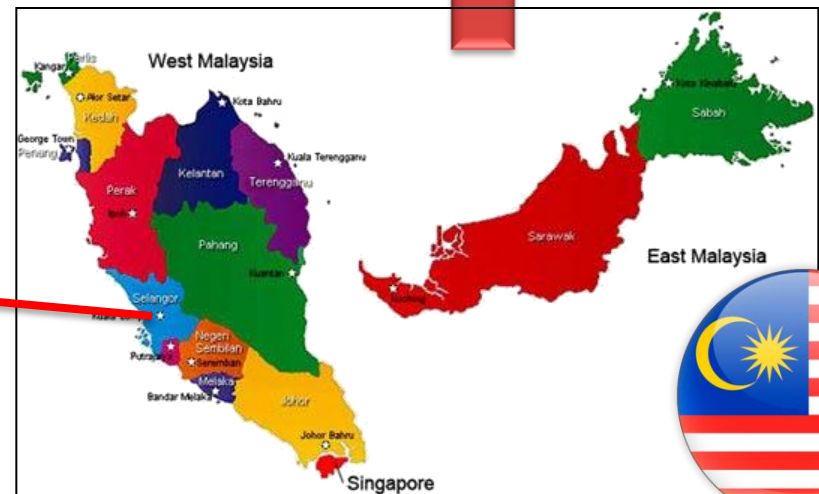 West Malaysia
Perlis
Kangar
Alor Setar
Kedah
George Town
Penang
Kota Bahru
Kuala Terengganu
Kelantan
Terengganu
Perak
Ipoh
Pahang
Kuantan
Selangor
Kuala
Putrajaya
Negeri
Sembilan
Seremban
Melaka
Bandar Melaka
Johor
Johor Bahru
Singapore
Kota Kinabalu
Sabah
Sarawak
Kuching
East Malaysia